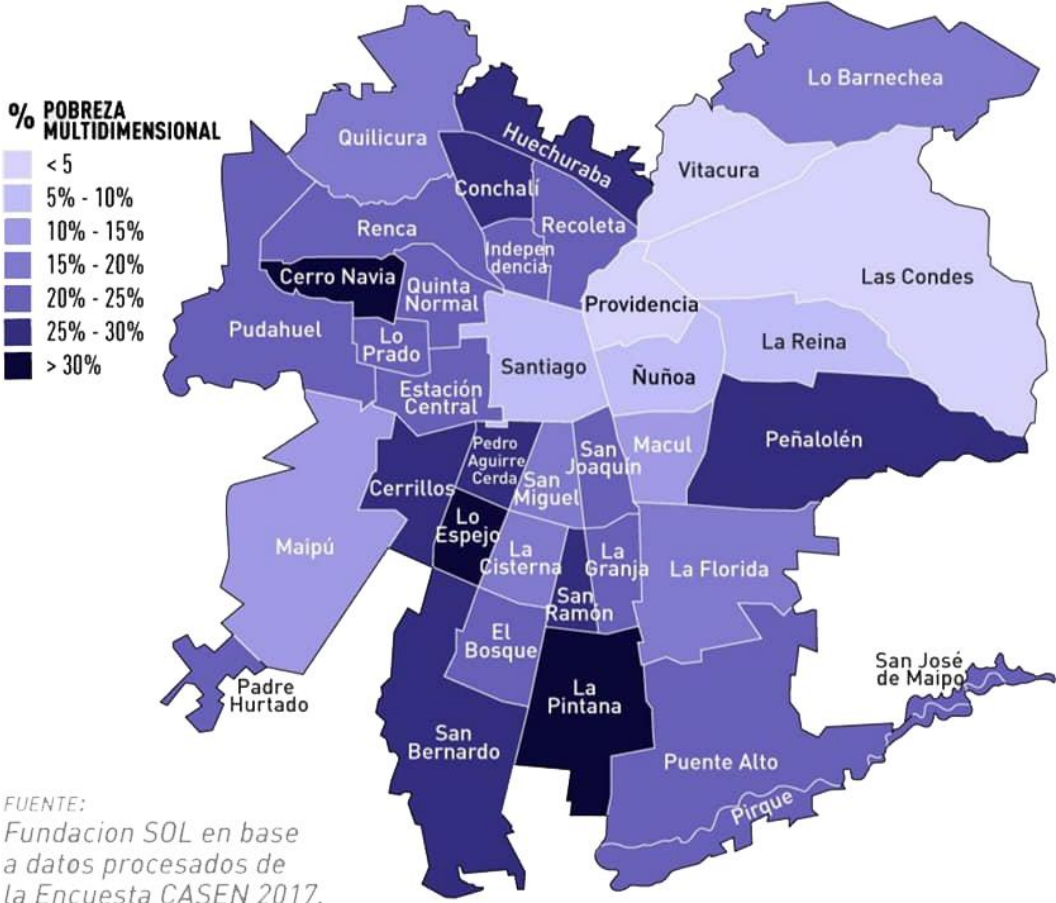 % POBREZA
MULTIDIMENSIONAL
< 5
5% - 10%
10% - 15%
15% - 20%
20% - 25%
25% - 30%
> 30%
Lo Barnechea
Quilicura
Huechuraba
Vitacura
Conchalí
Recoleta
Renca
Indepen
dencia
Las Condes
Cerro Navia
Quinta
Normal
Providencia
Pudahuel
Lo
Prado
La Reina
Santiago
Ñuñoa
Estación
Central
Peñalolén
Macul
Pedro
Aguirre
Cerda
San
Joaquín
San
Miguel
Cerrillos
Lo
Espejo
Maipú
La
Cisterna
La
Granja
La Florida
San
Ramón
El
Bosque
San José
de Maipo
Padre
Hurtado
La
Pintana
San
Bernardo
Puente Alto
Pirque
FUENTE:
Fundacion SOL en base
a datos procesados de
la Encuesta CASEN 2017.